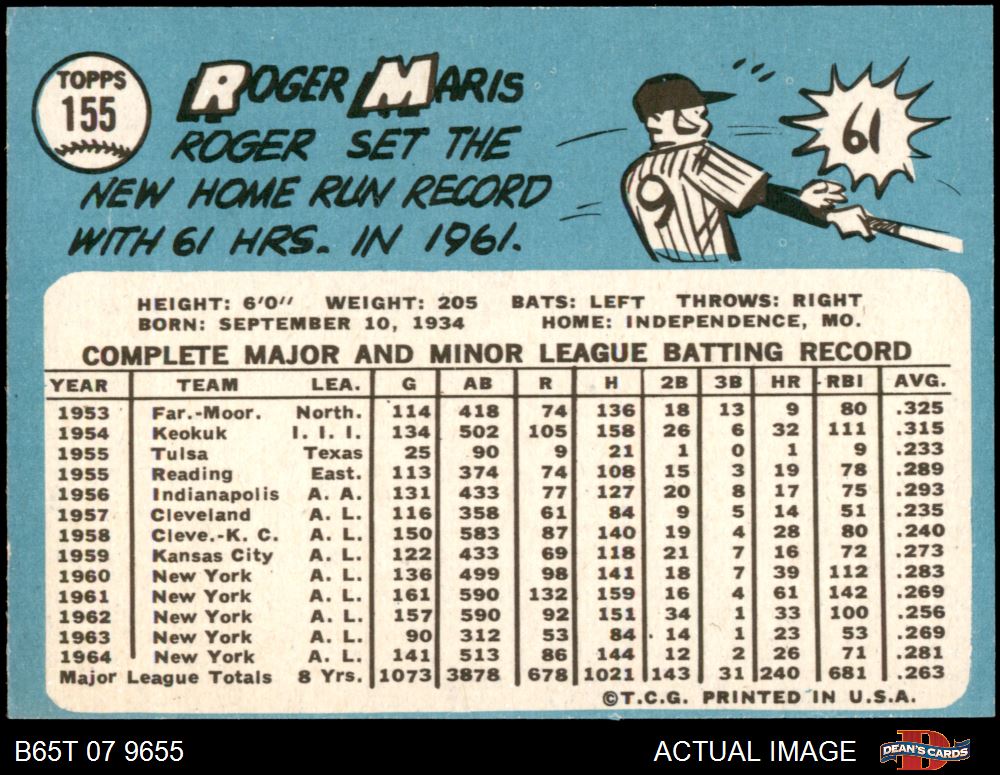 TOPPS
155
ROGER MARIS
ROGER SET THE
NEW HOME RUN RECORD
WITH 61 HRS. IN 1961.
9
61
HEIGHT: 6'0" WEIGHT: 205 BATS: LEFT THROWS: RIGHT
BORN: SEPTEMBER 10, 1934 HOME: INDEPENDENCE, MO.
COMPLETE MAJOR AND MINOR LEAGUE BATTING RECORD
YEAR TEAM LEA. G AB R H 2B 3B HR RBI AVG.
1953 Far.-Moor. North. 114 418 74 136 18 13 9 80 .325
1954 Keokuk I. I. I. 134 502 105 158 26 6 32 111 .315
1955 Tulsa Texas 25 90 9 21 1 0 1 9 .233
1955 Reading East. 113 374 74 108 15 3 19 78 .289
1956 Indianapolis A. A. 131 433 77 127 20 8 17 75 .293
1957 Cleveland A. L. 116 358 61 84 9 5 14 51 .235
1958 Cleve.-K. C. A. L. 150 583 87 140 19 4 28 80 .240
1959 Kansas City A. L. 122 433 69 118 21 7 16 72 .273
1960 New York A. L. 136 499 98 141 18 7 39 112 .283
1961 New York A. L. 161 590 132 159 16 4 61 142 .269
1962 New York A. L. 157 590 92 151 34 1 33 100 .256
1963 New York A. L. 90 312 53 84 14 1 23 53 .269
1964 New York A. L. 141 513 86 144 12 2 26 71 .281
Major League Totals 8 Yrs. 1073 3878 678 1021 143 31 240 681 .263
©T.C.G. PRINTED IN U.S.A.
B65T 07 9655 ACTUAL IMAGE DEAN'S CARDS